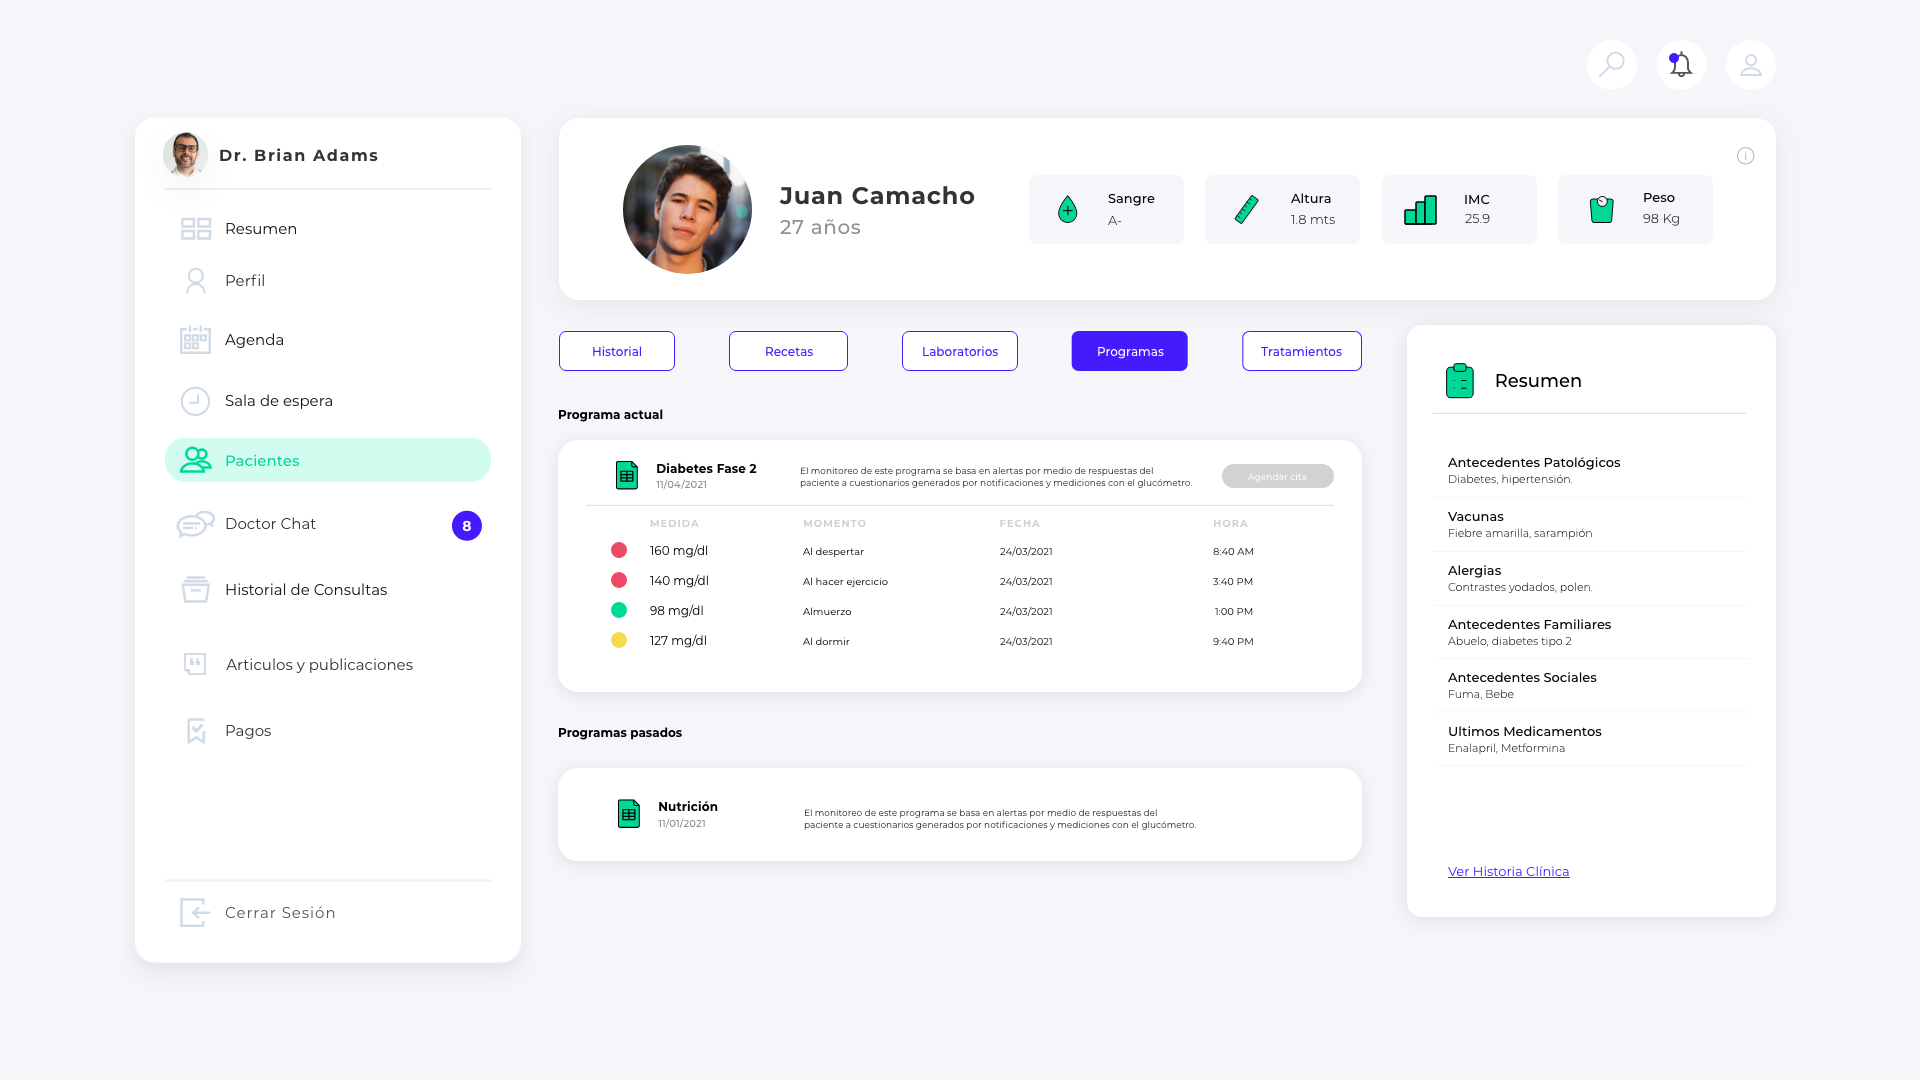 Dr. Brian Adams
Resumen
Perfil
Agenda
Sala de espera
Pacientes
Doctor Chat
8
Historial de Consultas
Articulos y publicaciones
Pagos
Cerrar Sesión
Juan Camacho
27 años
Sangre
A-
Altura
1.8 mts
IMC
25.9
Peso
98 Kg
Historial
Recetas
Laboratorios
Programas
Tratamientos
Programa actual
Diabetes Fase 2
11/04/2021
El monitoreo de este programa se basa en alertas por medio de respuestas del
paciente a cuestionarios generados por notificaciones y mediciones con el glucómetro.
Agendar cita
MEDIDA MOMENTO FECHA HORA
160 mg/dl Al despertar 24/03/2021 8:40 AM
140 mg/dl Al hacer ejercicio 24/03/2021 3:40 PM
98 mg/dl Almuerzo 24/03/2021 1:00 PM
127 mg/dl Al dormir 24/03/2021 9:40 PM
Programas pasados
Nutrición
11/01/2021
El monitoreo de este programa se basa en alertas por medio de respuestas del
paciente a cuestionarios generados por notificaciones y mediciones con el glucómetro.
Resumen
Antecedentes Patológicos
Diabetes, hipertensión.
Vacunas
Fiebre amarilla, sarampión
Alergias
Contrastes yodados, polen.
Antecedentes Familiares
Abuelo, diabetes tipo 2
Antecedentes Sociales
Fuma, Bebe
Ultimos Medicamentos
Enalapril, Metformina
Ver Historia Clínica